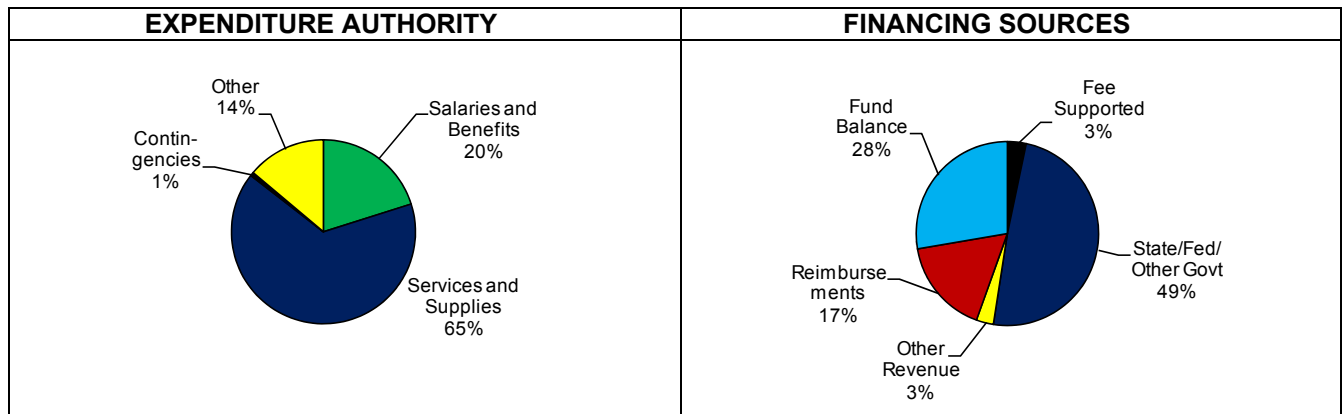 EXPENDITURE AUTHORITY
Other
14%
Salaries and
Benefits
20%
Contin-
gencies
1%
Services and
Supplies
65%
FINANCING SOURCES
Fee
Supported
3%
Fund
Balance
28%
State/Fed/
Other Govt
49%
Reimburse
ments
17%
Other
Revenue
3%